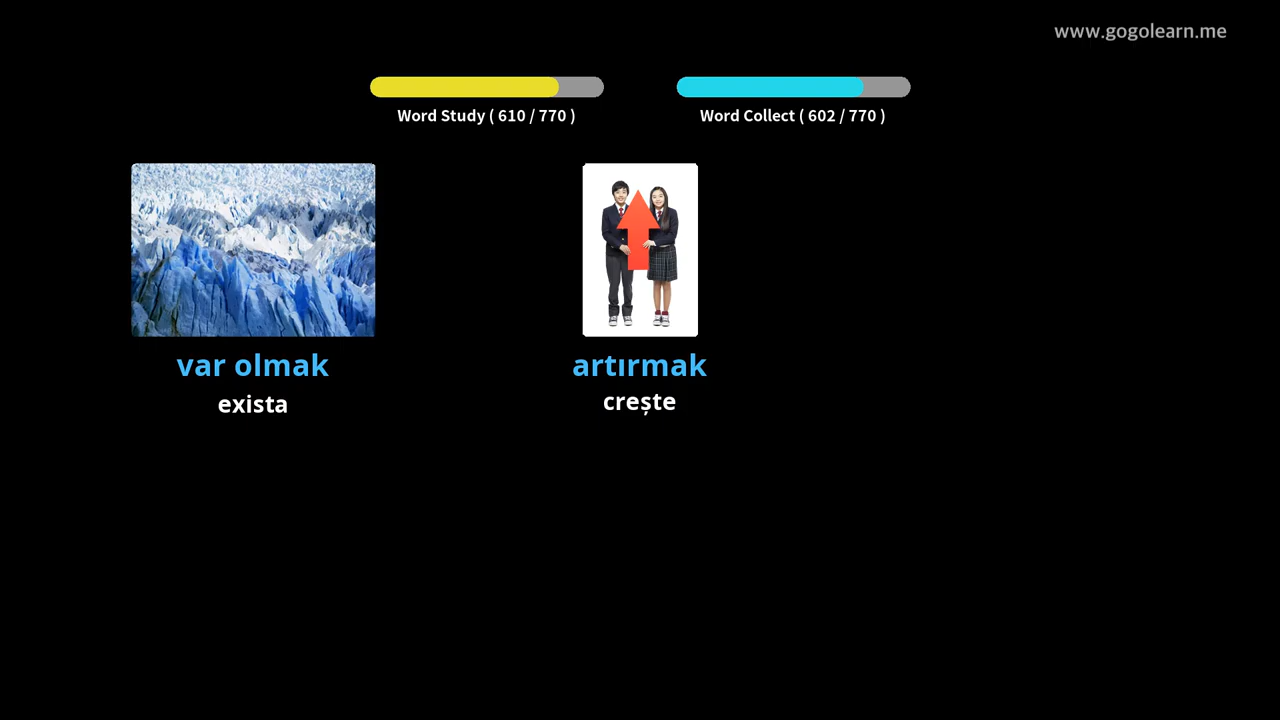 www.gogolearn.me
Word Study ( 610 / 770 )
Word Collect ( 602 / 770 )
var olmak
exista
artırmak
crește